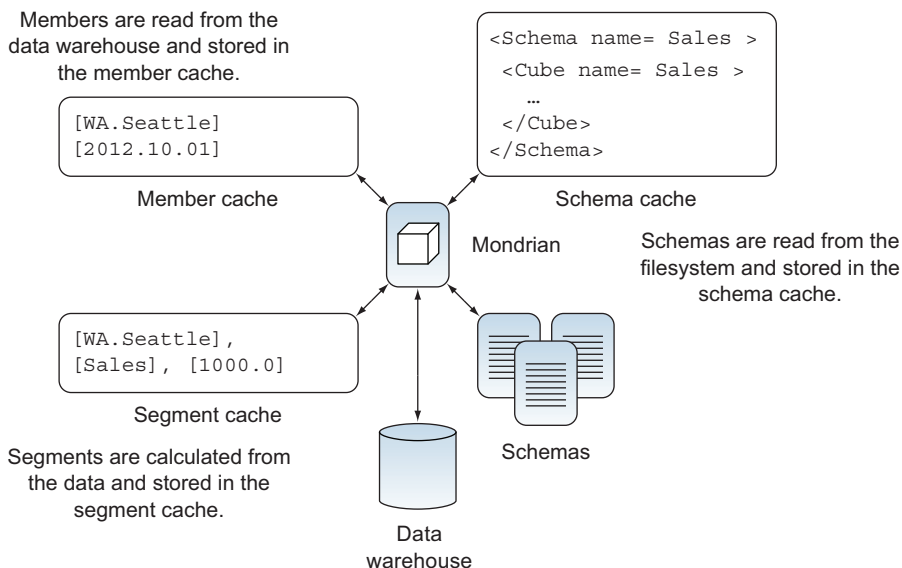 Members are read from the
data warehouse and stored in
the member cache.
[WA.Seattle]
[2012.10.01]
Member cache
<Schema name= Sales >
<Cube name= Sales >
…
</Cube>
</Schema>
Schema cache
Mondrian
Schemas are read from the
filesystem and stored in the
schema cache.
[WA.Seattle],
[Sales], [1000.0]
Segment cache
Segments are calculated from
the data and stored in the
segment cache.
Schemas
Data
warehouse